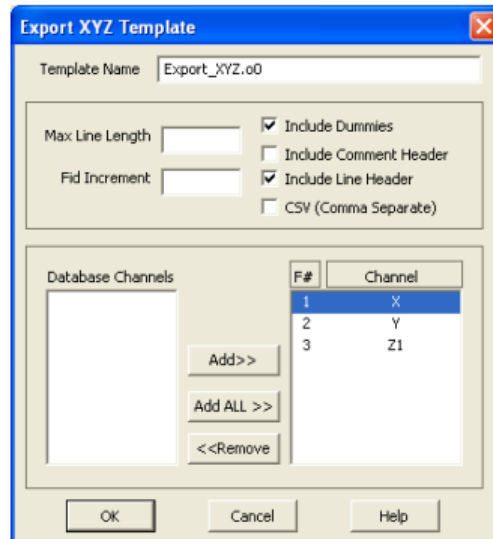 Export XYZ Template
Template Name Export_XYZ.o0
Max Line Length
Include Dummies
Include Comment Header
Fid Increment
Include Line Header
CSV (Comma Separate)
Database Channels
F# Channel
1 X
2 Y
3 Z1
Add>>
Add ALL >>
<<Remove
OK Cancel Help